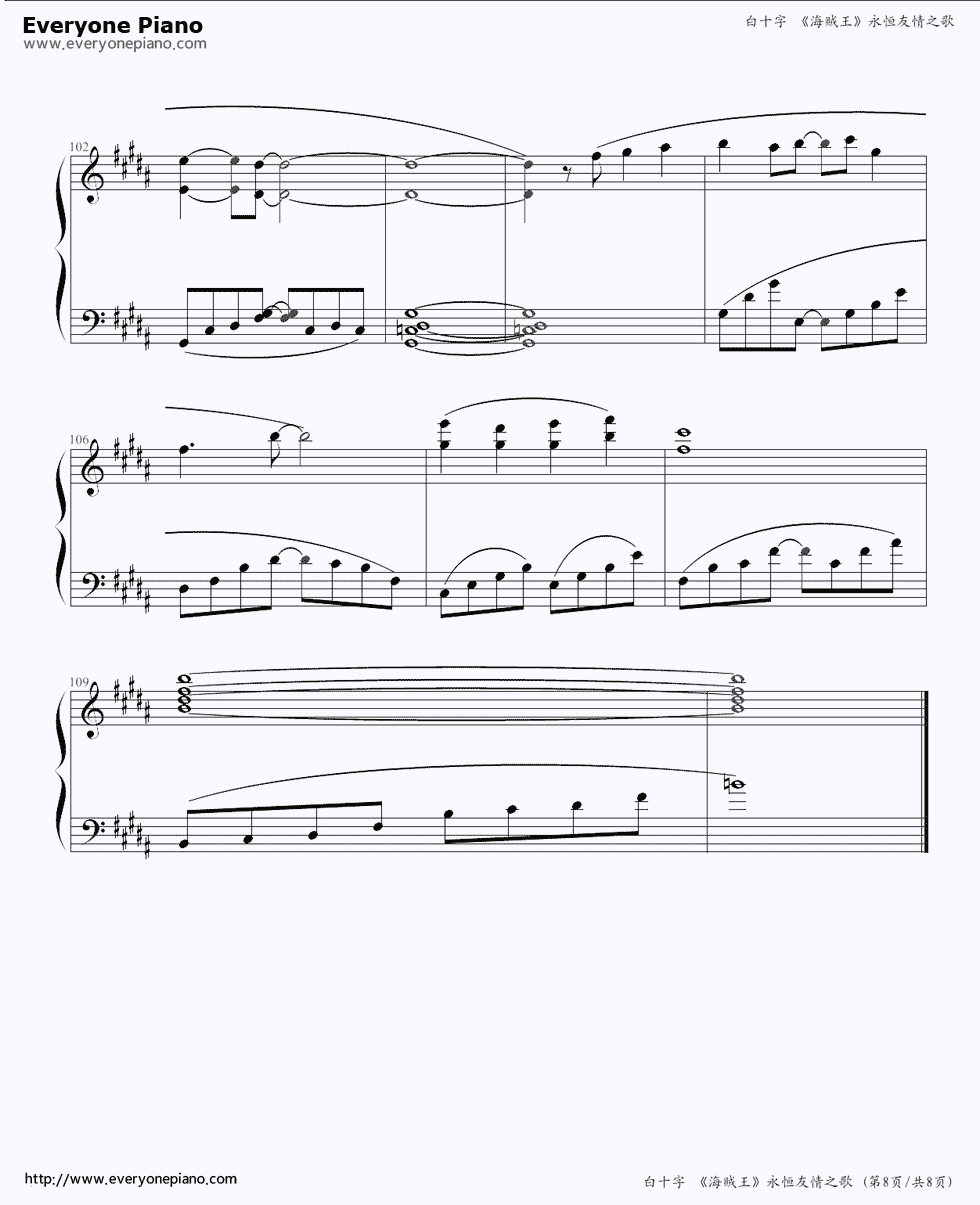 Everyone Piano
www.everyonepiano.com
白十字 《海贼王》永恒友情之歌
102
106
109
http://www.everyonepiano.com
白十字 《海贼王》永恒友情之歌 (第8页/共8页)